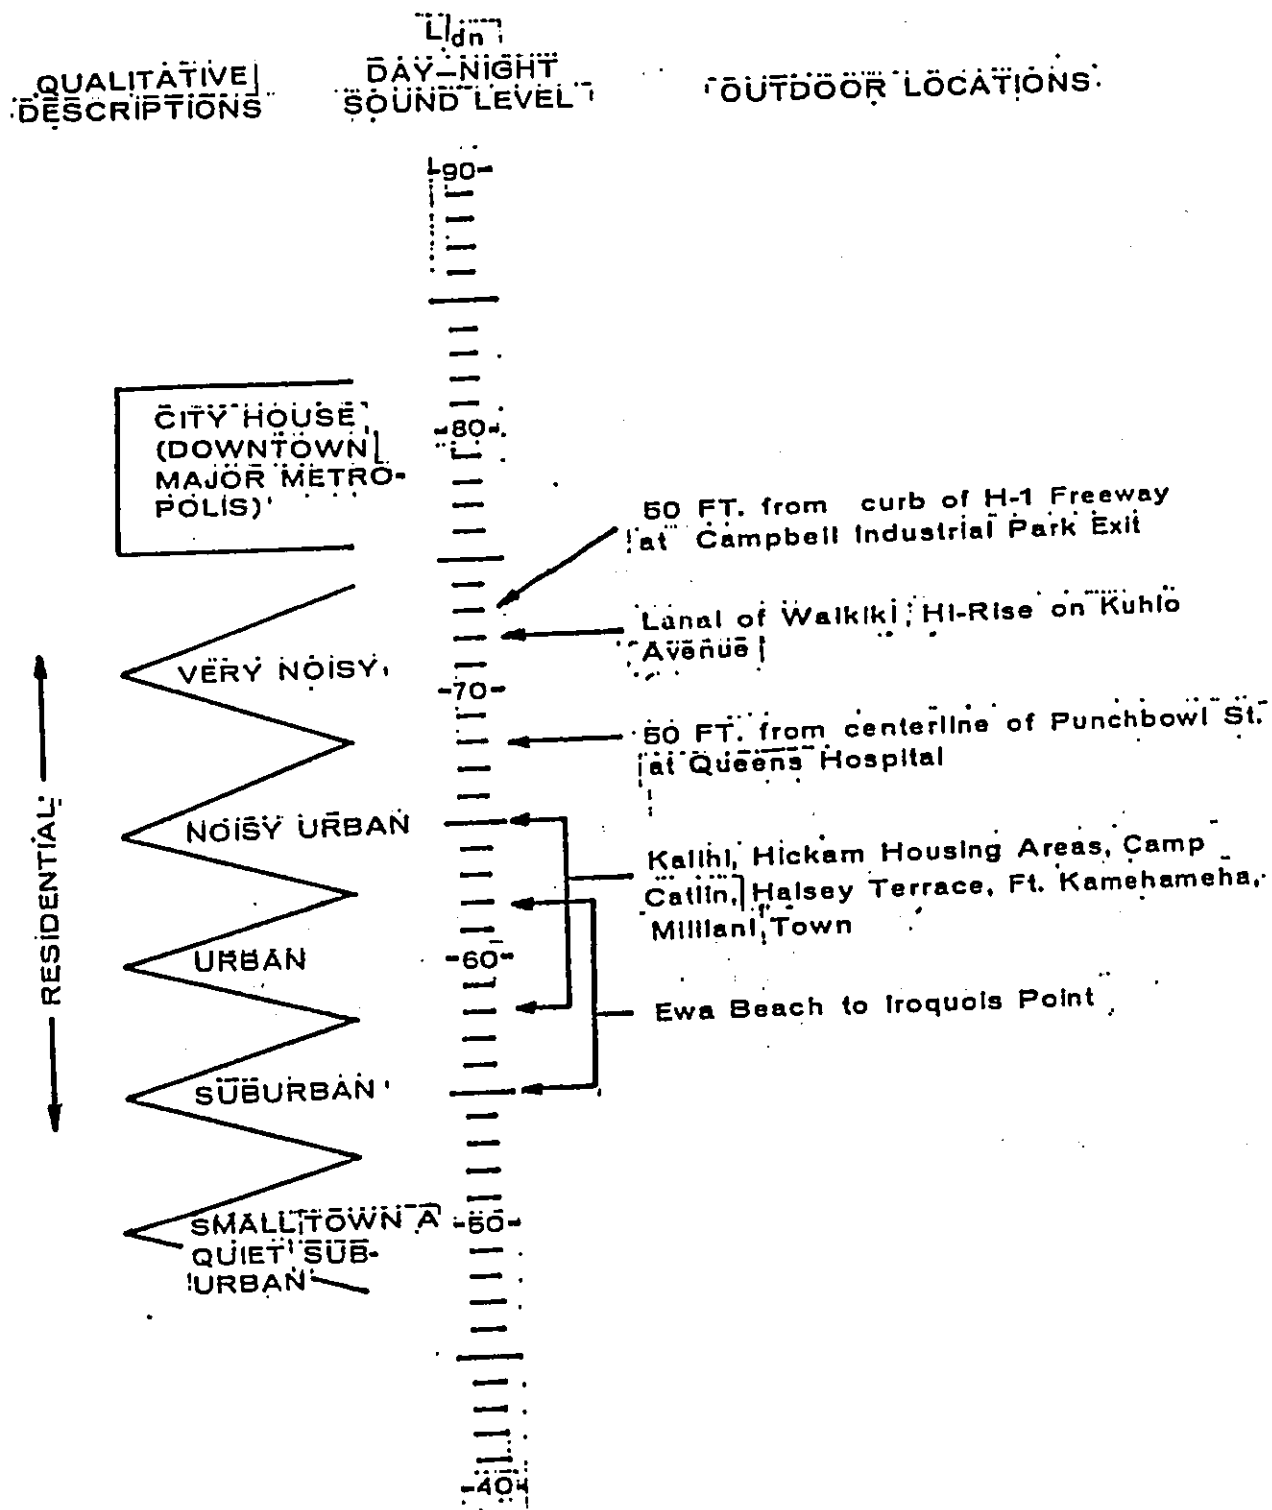 Ldn
QUALITATIVE
DESCRIPTIONS
DAY-NIGHT
SOUND LEVEL
OUTDOOR LOCATIONS
90
CITY HOUSE
(DOWNTOWN
MAJOR METRO-
POLIS)
80
50 FT. from curb of H-1 Freeway
at Campbell Industrial Park Exit
Lanai of Waikiki Hi-Rise on Kuhio
Avenue
VERY NOISY
70
50 FT. from centerline of Punchbowl St.
at Queens Hospital
RESIDENTIAL
NOISY URBAN
Kalihi, Hickam Housing Areas, Camp
Catlin, Halsey Terrace, Ft. Kamehameha,
Mililani Town
URBAN
60
Ewa Beach to Iroquois Point
SUBURBAN
SMALL TOWN A
QUIET SUB-
URBAN
50
40